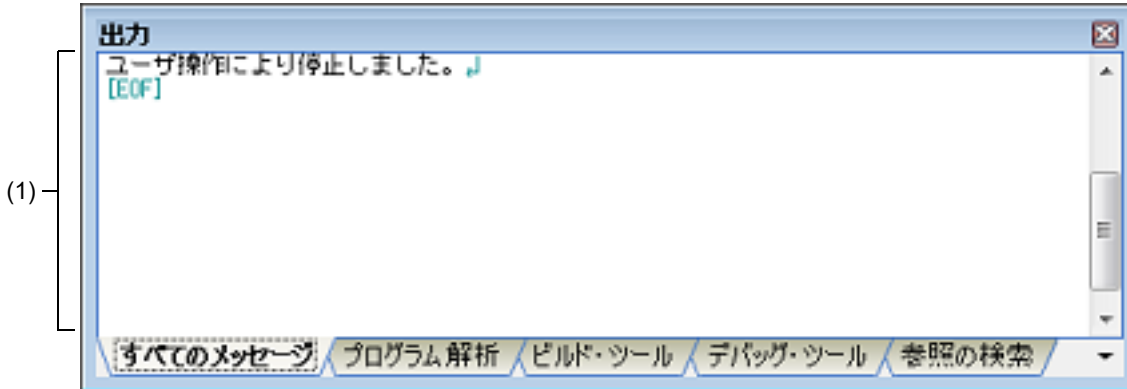 出力
ユーザ操作により停止しました。↲
[EOF]
(1)
すべてのメッセージ プログラム解析 ビルド・ツール デバッグ・ツール 参照の検索